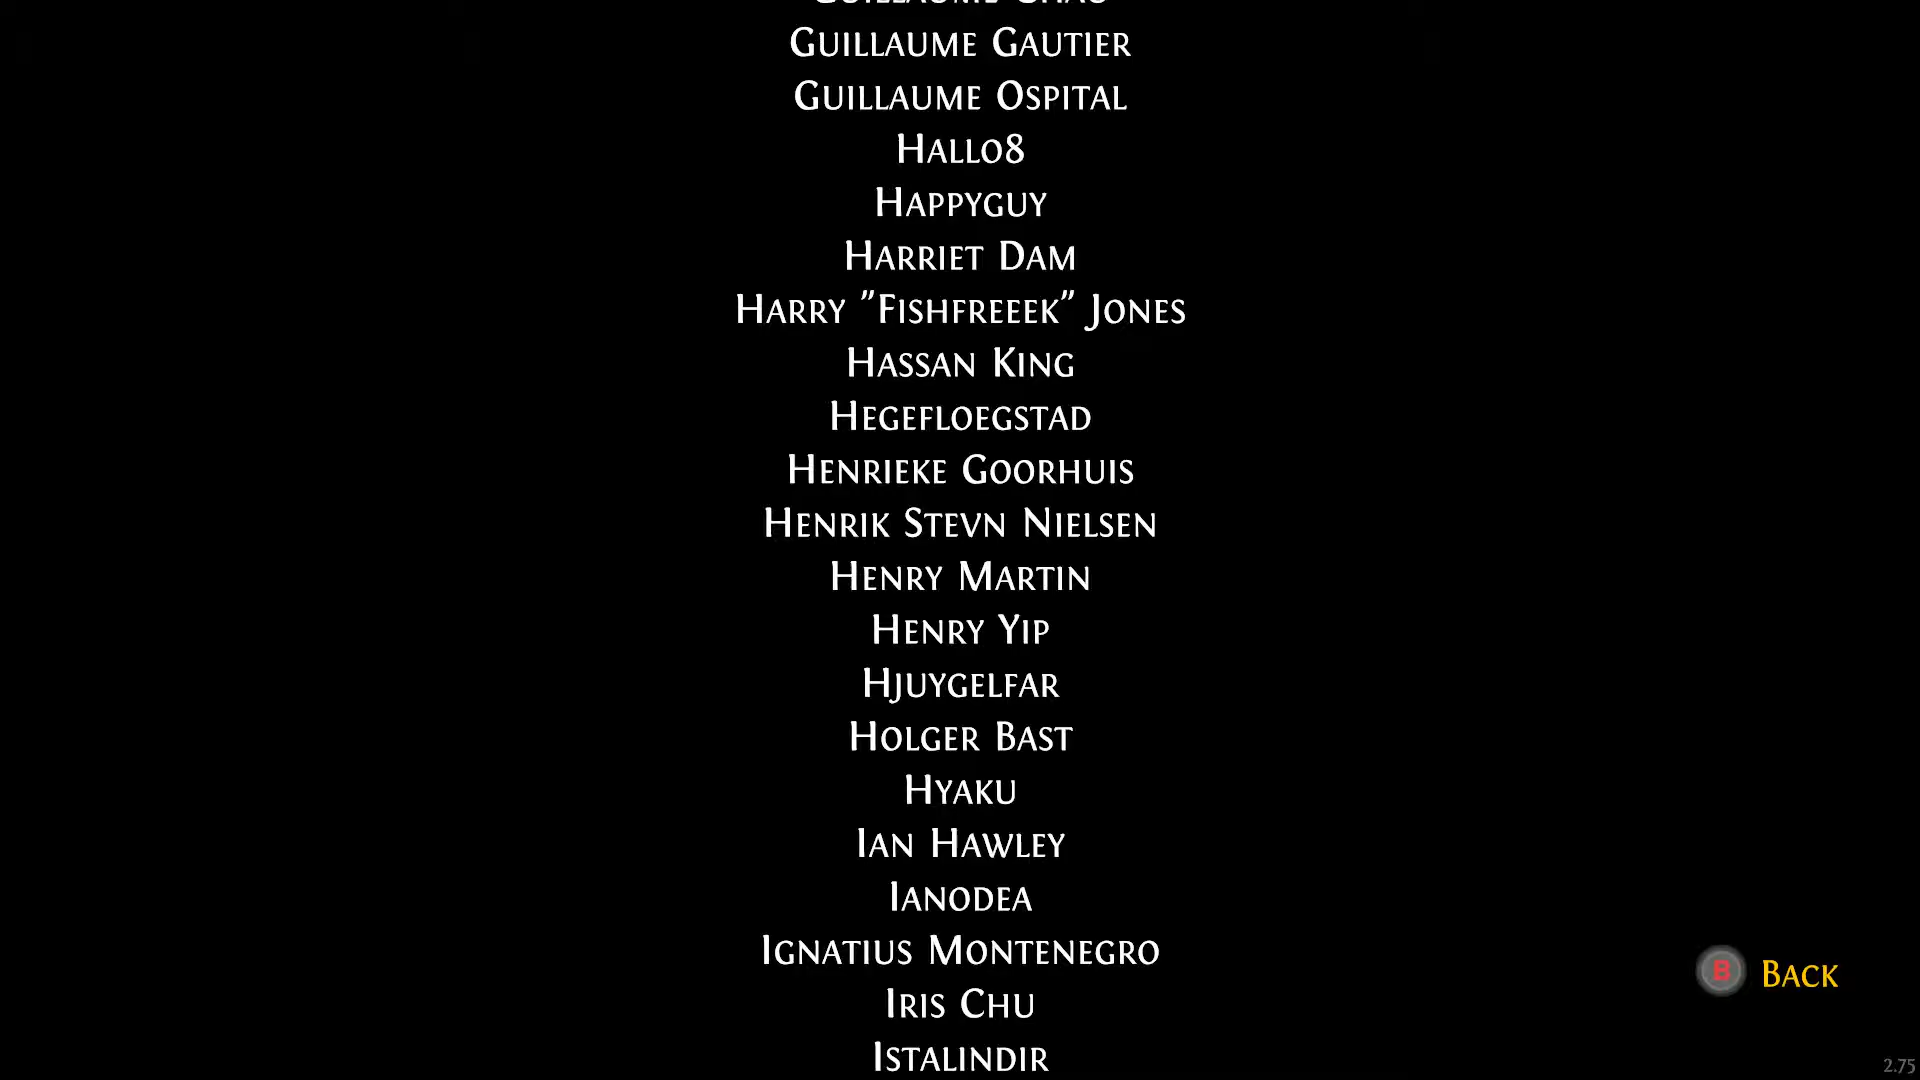 Guillaume Gautier
Guillaume Ospital
Hallo8
Happyguy
Harriet Dam
Harry "Fishfreeek" Jones
Hassan King
Hegefloegstad
Henrieke Goorhuis
Henrik Stevn Nielsen
Henry Martin
Henry Yip
Hjuygelfar
Holger Bast
Hyaku
Ian Hawley
Ianodea
Ignatius Montenegro
B Back
Iris Chu
Istalindir
2.75